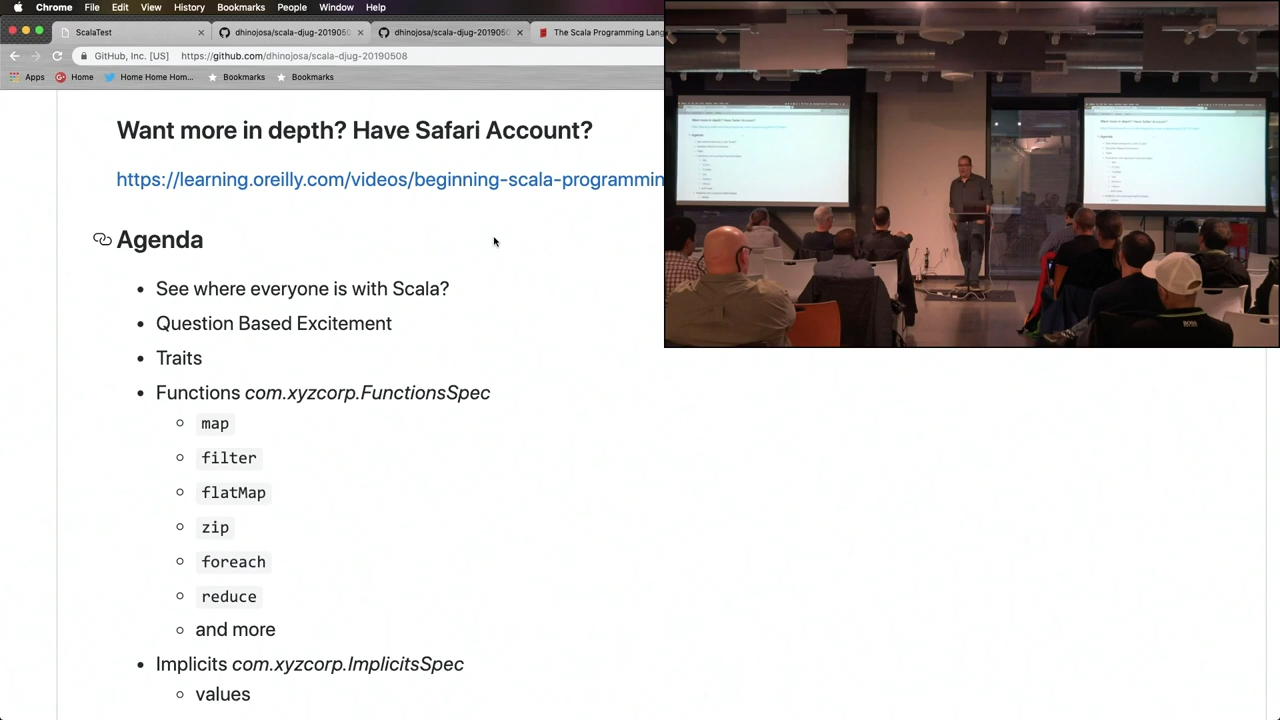 Chrome File Edit View History Bookmarks People Window Help
ScalaTest
dhinojosa/scala-djug-2019050
dhinojosa/scala-djug-2019050
The Scala Programming Lang
GitHub, Inc. [US] https://github.com/dhinojosa/scala-djug-20190508
Apps Home Home Home Hom... Bookmarks Bookmarks
Want more in depth? Have Safari Account?
https://learning.oreilly.com/videos/beginning-scala-programmin
Agenda
See where everyone is with Scala?
Question Based Excitement
Traits
Functions com.xyzcorp.FunctionsSpec
map
filter
flatMap
zip
foreach
reduce
and more
Implicits com.xyzcorp.ImplicitsSpec
values
BOSS